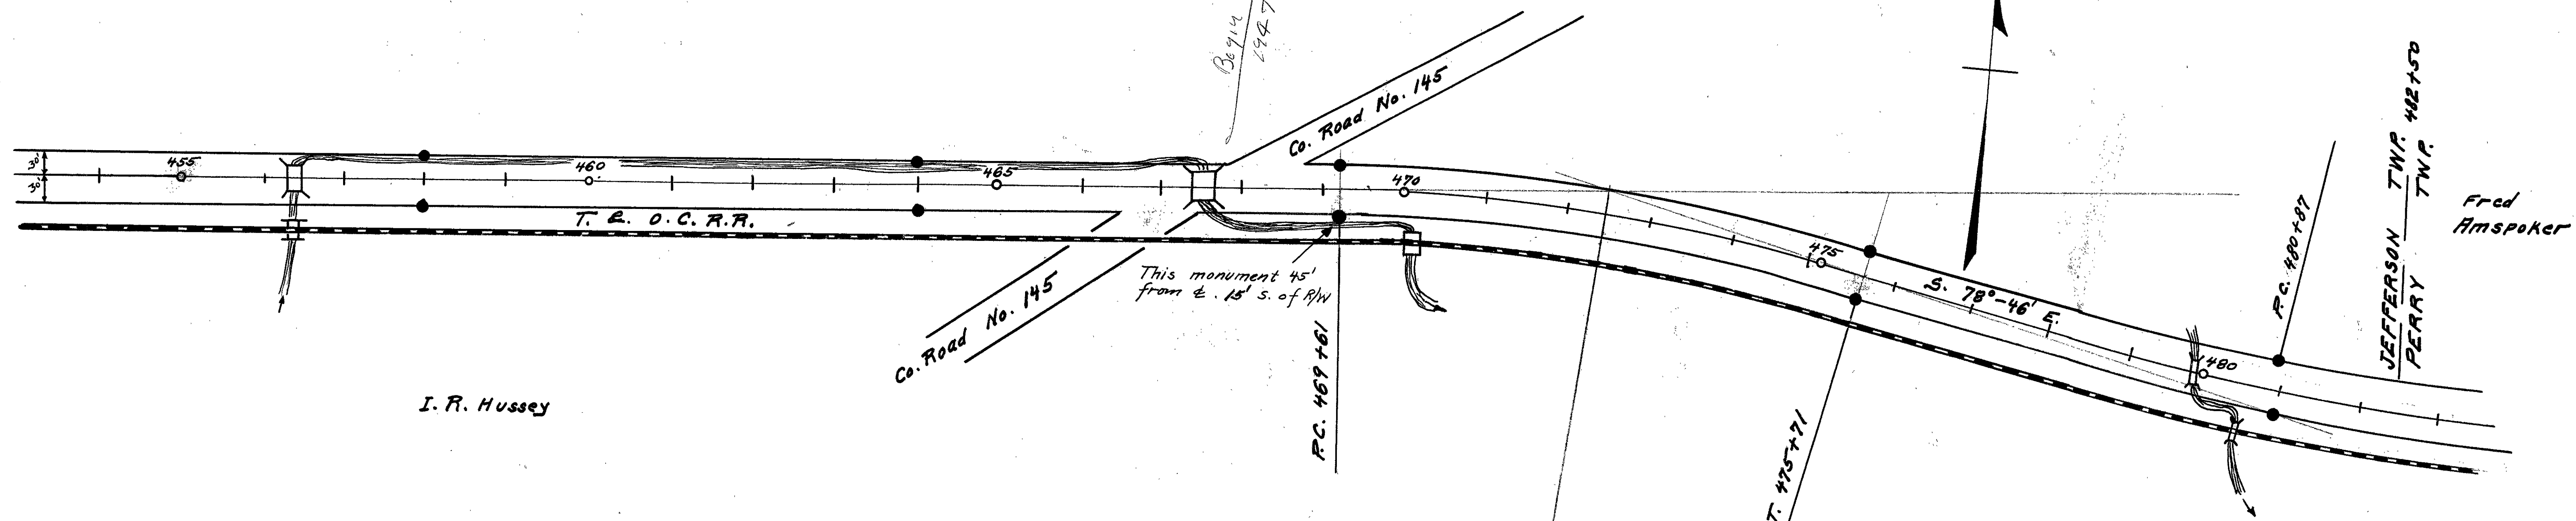 Begin
1947
30'
30'
455
460
465
470
475
480
T. & O. C. R.R.
Co. Road No. 145
Co. Road No. 145
This monument 45'
from ℄. 15' S. of R/W
P.C. 469+61
T. 475+71
S. 78°-46' E.
P.C. 480+87
JEFFERSON TWP.
PERRY TWP. 482+50
Fred
Amspoker
I. R. Hussey